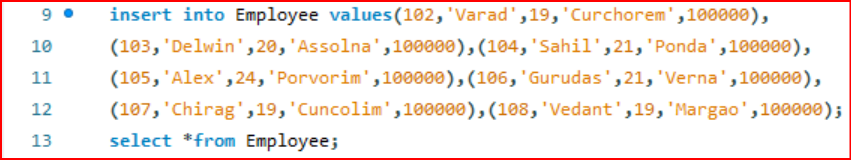 9 insert into Employee values(102,'Varad',19,'Curchorem',100000),
10 (103,'Delwin',20,'Assolna',100000),(104,'Sahil',21,'Ponda',100000),
11 (105,'Alex',24,'Porvorim',100000),(106,'Gurudas',21,'Verna',100000),
12 (107,'Chirag',19,'Cuncolim',100000),(108,'Vedant',19,'Margao',100000);
13 select *from Employee;